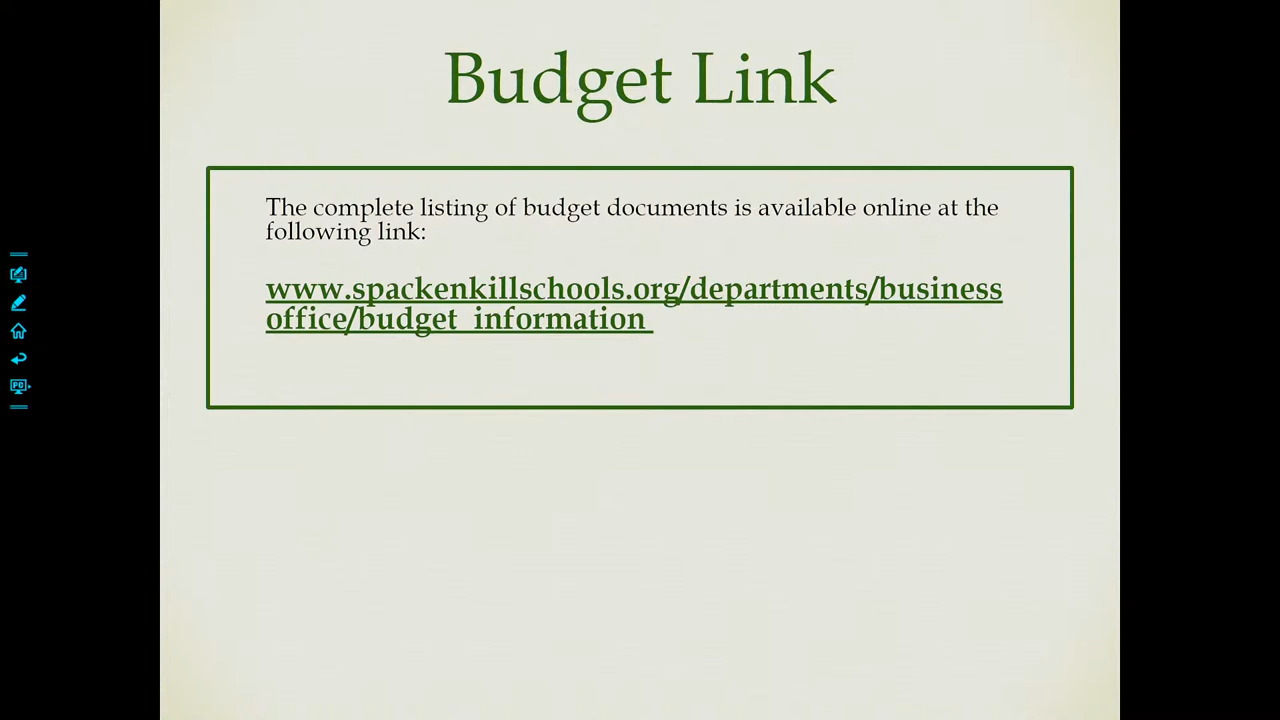 Budget Link
The complete listing of budget documents is available online at the
following link:
www.spackenkillschools.org/departments/business
office/budget_information
PC